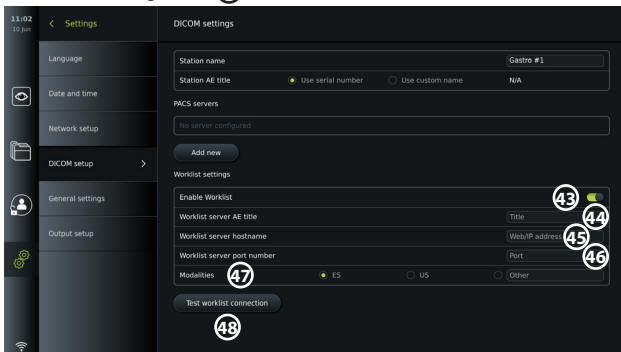 11:02
10 Jun
< Settings
DICOM settings
Language
Date and time
Network setup
DICOM setup >
General settings
Output setup
Station name Gastro #1
Station AE title Use serial number Use custom name N/A
PACS servers
No server configured
Add new
Worklist settings
Enable Worklist 43
Worklist server AE title Title 44
Worklist server hostname Web/IP address 45
Worklist server port number Port 46
Modalities 47 ES US Other
Test worklist connection
48